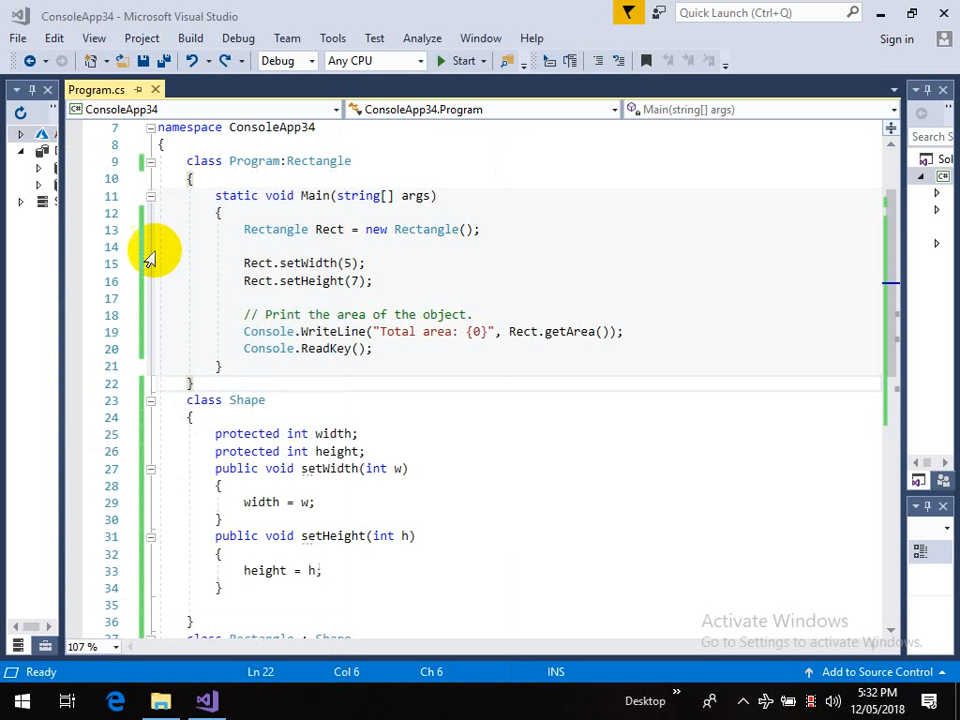 ConsoleApp34 - Microsoft Visual Studio
Quick Launch (Ctrl+Q)
File Edit View Project Build Debug Team Tools Test Analyze Window Help Sign in
Debug Any CPU Start
Program.cs
ConsoleApp34 ConsoleApp34.Program Main(string[] args)
Search S
7 namespace ConsoleApp34
8 {
9 class Program:Rectangle
10 {
11 static void Main(string[] args)
12 {
13 Rectangle Rect = new Rectangle();
14
15 Rect.setWidth(5);
16 Rect.setHeight(7);
17
18 // Print the area of the object.
19 Console.WriteLine("Total area: {0}", Rect.getArea());
20 Console.ReadKey();
21 }
22 }
23 class Shape
24 {
25 protected int width;
26 protected int height;
27 public void setWidth(int w)
28 {
29 width = w;
30 }
31 public void setHeight(int h)
32 {
33 height = h;
34 }
35
36 }
37 class Rectangle : Shape
Sol
C#
Activate Windows
Go to Settings to activate Windows.
107 %
Ready Ln 22 Col 6 Ch 6 INS Add to Source Control
Desktop
5:32 PM
12/05/2018